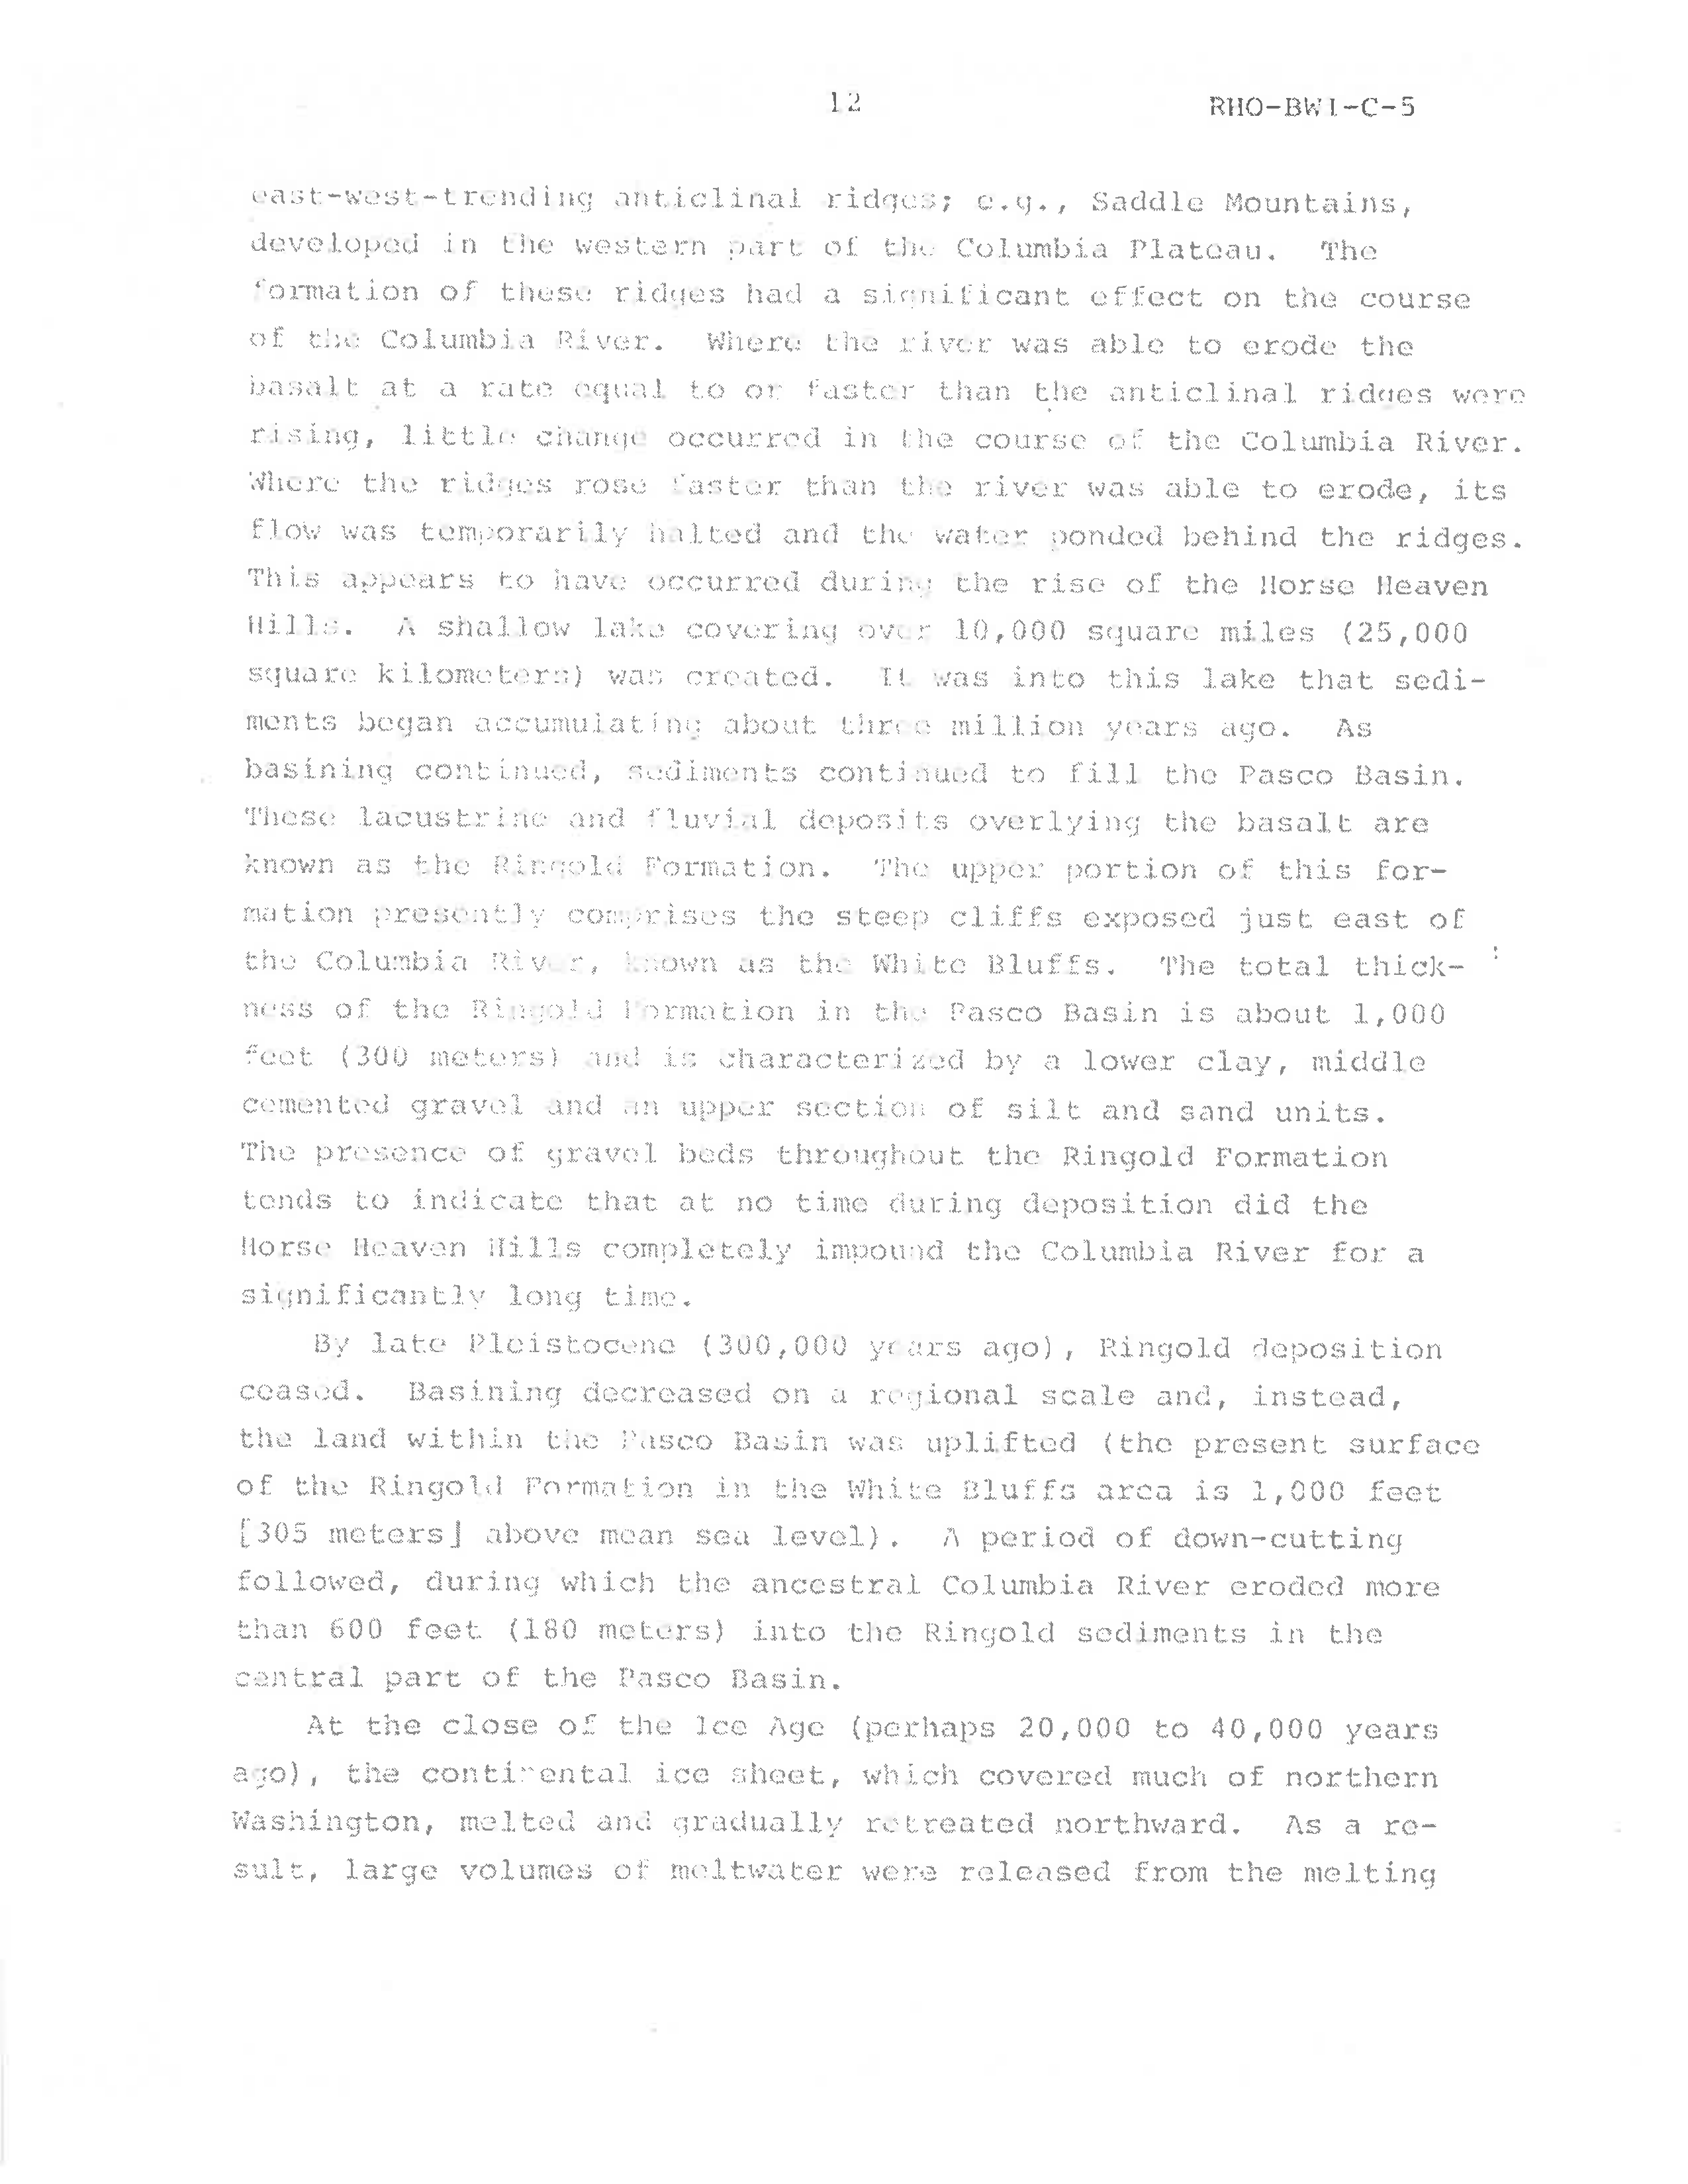 12
RHO-BWI-C-5
east-west-trending anticlinal ridges; e.g., Saddle Mountains,
developed in the western part of the Columbia Plateau. The
formation of these ridges had a significant effect on the course
of the Columbia River. Where the river was able to erode the
basalt at a rate equal to or faster than the anticlinal ridges were
rising, little change occurred in the course of the Columbia River.
Where the ridges rose faster than the river was able to erode, its
flow was temporarily halted and the water ponded behind the ridges.
This appears to have occurred during the rise of the Horse Heaven
Hills. A shallow lake covering over 10,000 square miles (25,000
square kilometers) was created. It was into this lake that sedi-
ments began accumulating about three million years ago. As
basining continued, sediments continued to fill the Pasco Basin.
These lacustrine and fluvial deposits overlying the basalt are
known as the Ringold Formation. The upper portion of this for-
mation presently comprises the steep cliffs exposed just east of
the Columbia River, known as the White Bluffs. The total thick-
ness of the Ringold Formation in the Pasco Basin is about 1,000
feet (300 meters) and is characterized by a lower clay, middle
cemented gravel and an upper section of silt and sand units.
The presence of gravel beds throughout the Ringold Formation
tends to indicate that at no time during deposition did the
Horse Heaven Hills completely impound the Columbia River for a
significantly long time.
By late Pleistocene (300,000 years ago), Ringold deposition
ceased. Basining decreased on a regional scale and, instead,
the land within the Pasco Basin was uplifted (the present surface
of the Ringold Formation in the White Bluffs area is 1,000 feet
[305 meters] above mean sea level). A period of down-cutting
followed, during which the ancestral Columbia River eroded more
than 600 feet (180 meters) into the Ringold sediments in the
central part of the Pasco Basin.
At the close of the Ice Age (perhaps 20,000 to 40,000 years
ago), the continental ice sheet, which covered much of northern
Washington, melted and gradually retreated northward. As a re-
sult, large volumes of meltwater were released from the melting